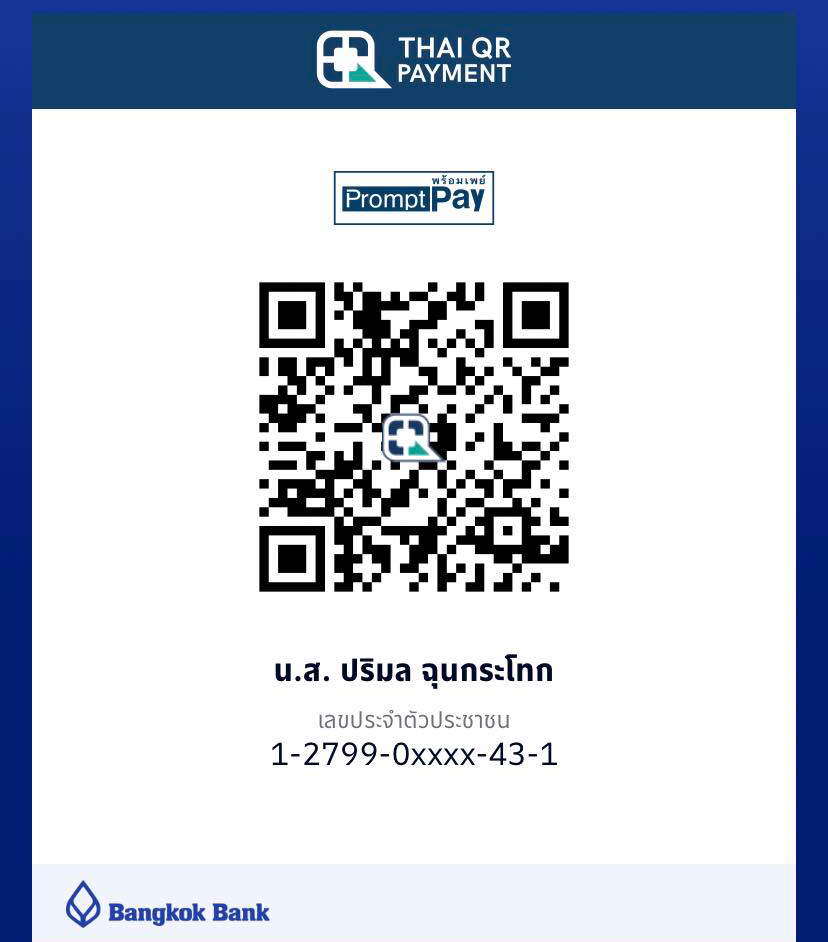 THAI QR
PAYMENT
พร้อมเพย์
PromptPay
น.ส. ปริมล ฉุนกระโทก
เลขประจำตัวประชาชน
1-2799-0xxxx-43-1
Bangkok Bank